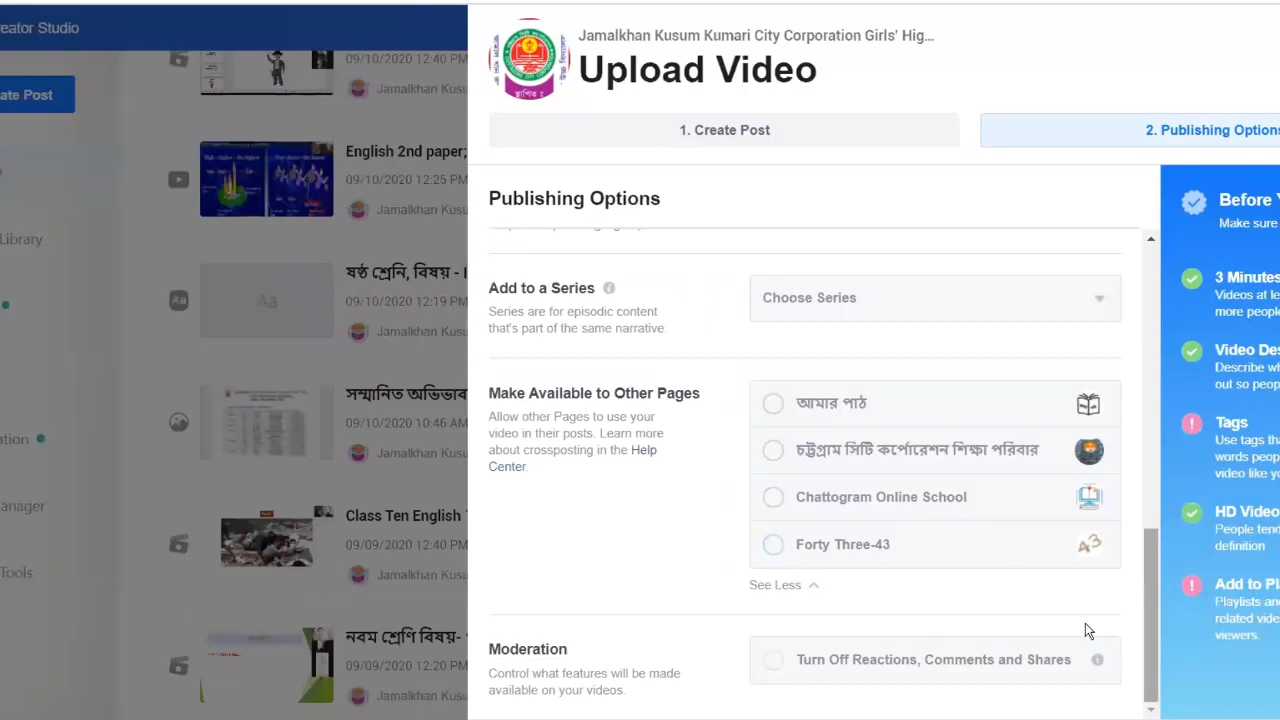 eator Studio
Jamalkhan Kusum Kumari City Corporation Girls' Hig...
Upload Video
ate Post
1. Create Post
2. Publishing Options
09/10/2020 12:40 PM
Jamalkhan Kusu
English 2nd paper;
09/10/2020 12:25 PM
Jamalkhan Kusu
Library
ষষ্ঠ শ্রেনি, বিষয় -
09/10/2020 12:19 PM
Jamalkhan Kusu
Aa
সম্মানিত অভিভাব
09/10/2020 10:46 AM
Jamalkhan Kusu
ation
anager
Class Ten English
09/09/2020 12:40 PM
Jamalkhan Kusu
Tools
নবম শ্রেণি বিষয়-
09/09/2020 12:20 PM
Jamalkhan Kusu
Publishing Options
Add to a Series
Series are for episodic content
that's part of the same narrative.
Choose Series
Make Available to Other Pages
Allow other Pages to use your
video in their posts. Learn more
about crossposting in the Help
Center.
আমার পাঠ
চট্টগ্রাম সিটি কর্পোরেশন শিক্ষা পরিবার
Chattogram Online School
Forty Three-43
See Less
Moderation
Control what features will be made
available on your videos.
Turn Off Reactions, Comments and Shares
Before Y
Make sure
3 Minutes
Videos at le
more people
Video Des
Describe wh
out so peop
Tags
Use tags tha
words peop
video like yo
HD Video
People tend
definition
Add to Pl
Playlists and
related vide
viewers.